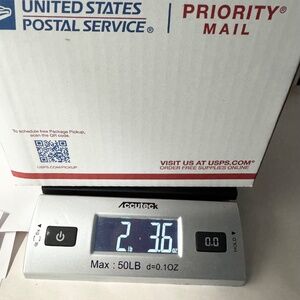 UNITED STATES
POSTAL SERVICE®
PRIORITY®
MAIL
To schedule free Package Pickup,
scan the QR code.
USPS.COM/PICKUP
VISIT US AT USPS.COM®
ORDER FREE SUPPLIES ONLINE
Accuteck
2 lb 3.6 oz
0.0
HOLD
Max : 50LB d=0.1OZ